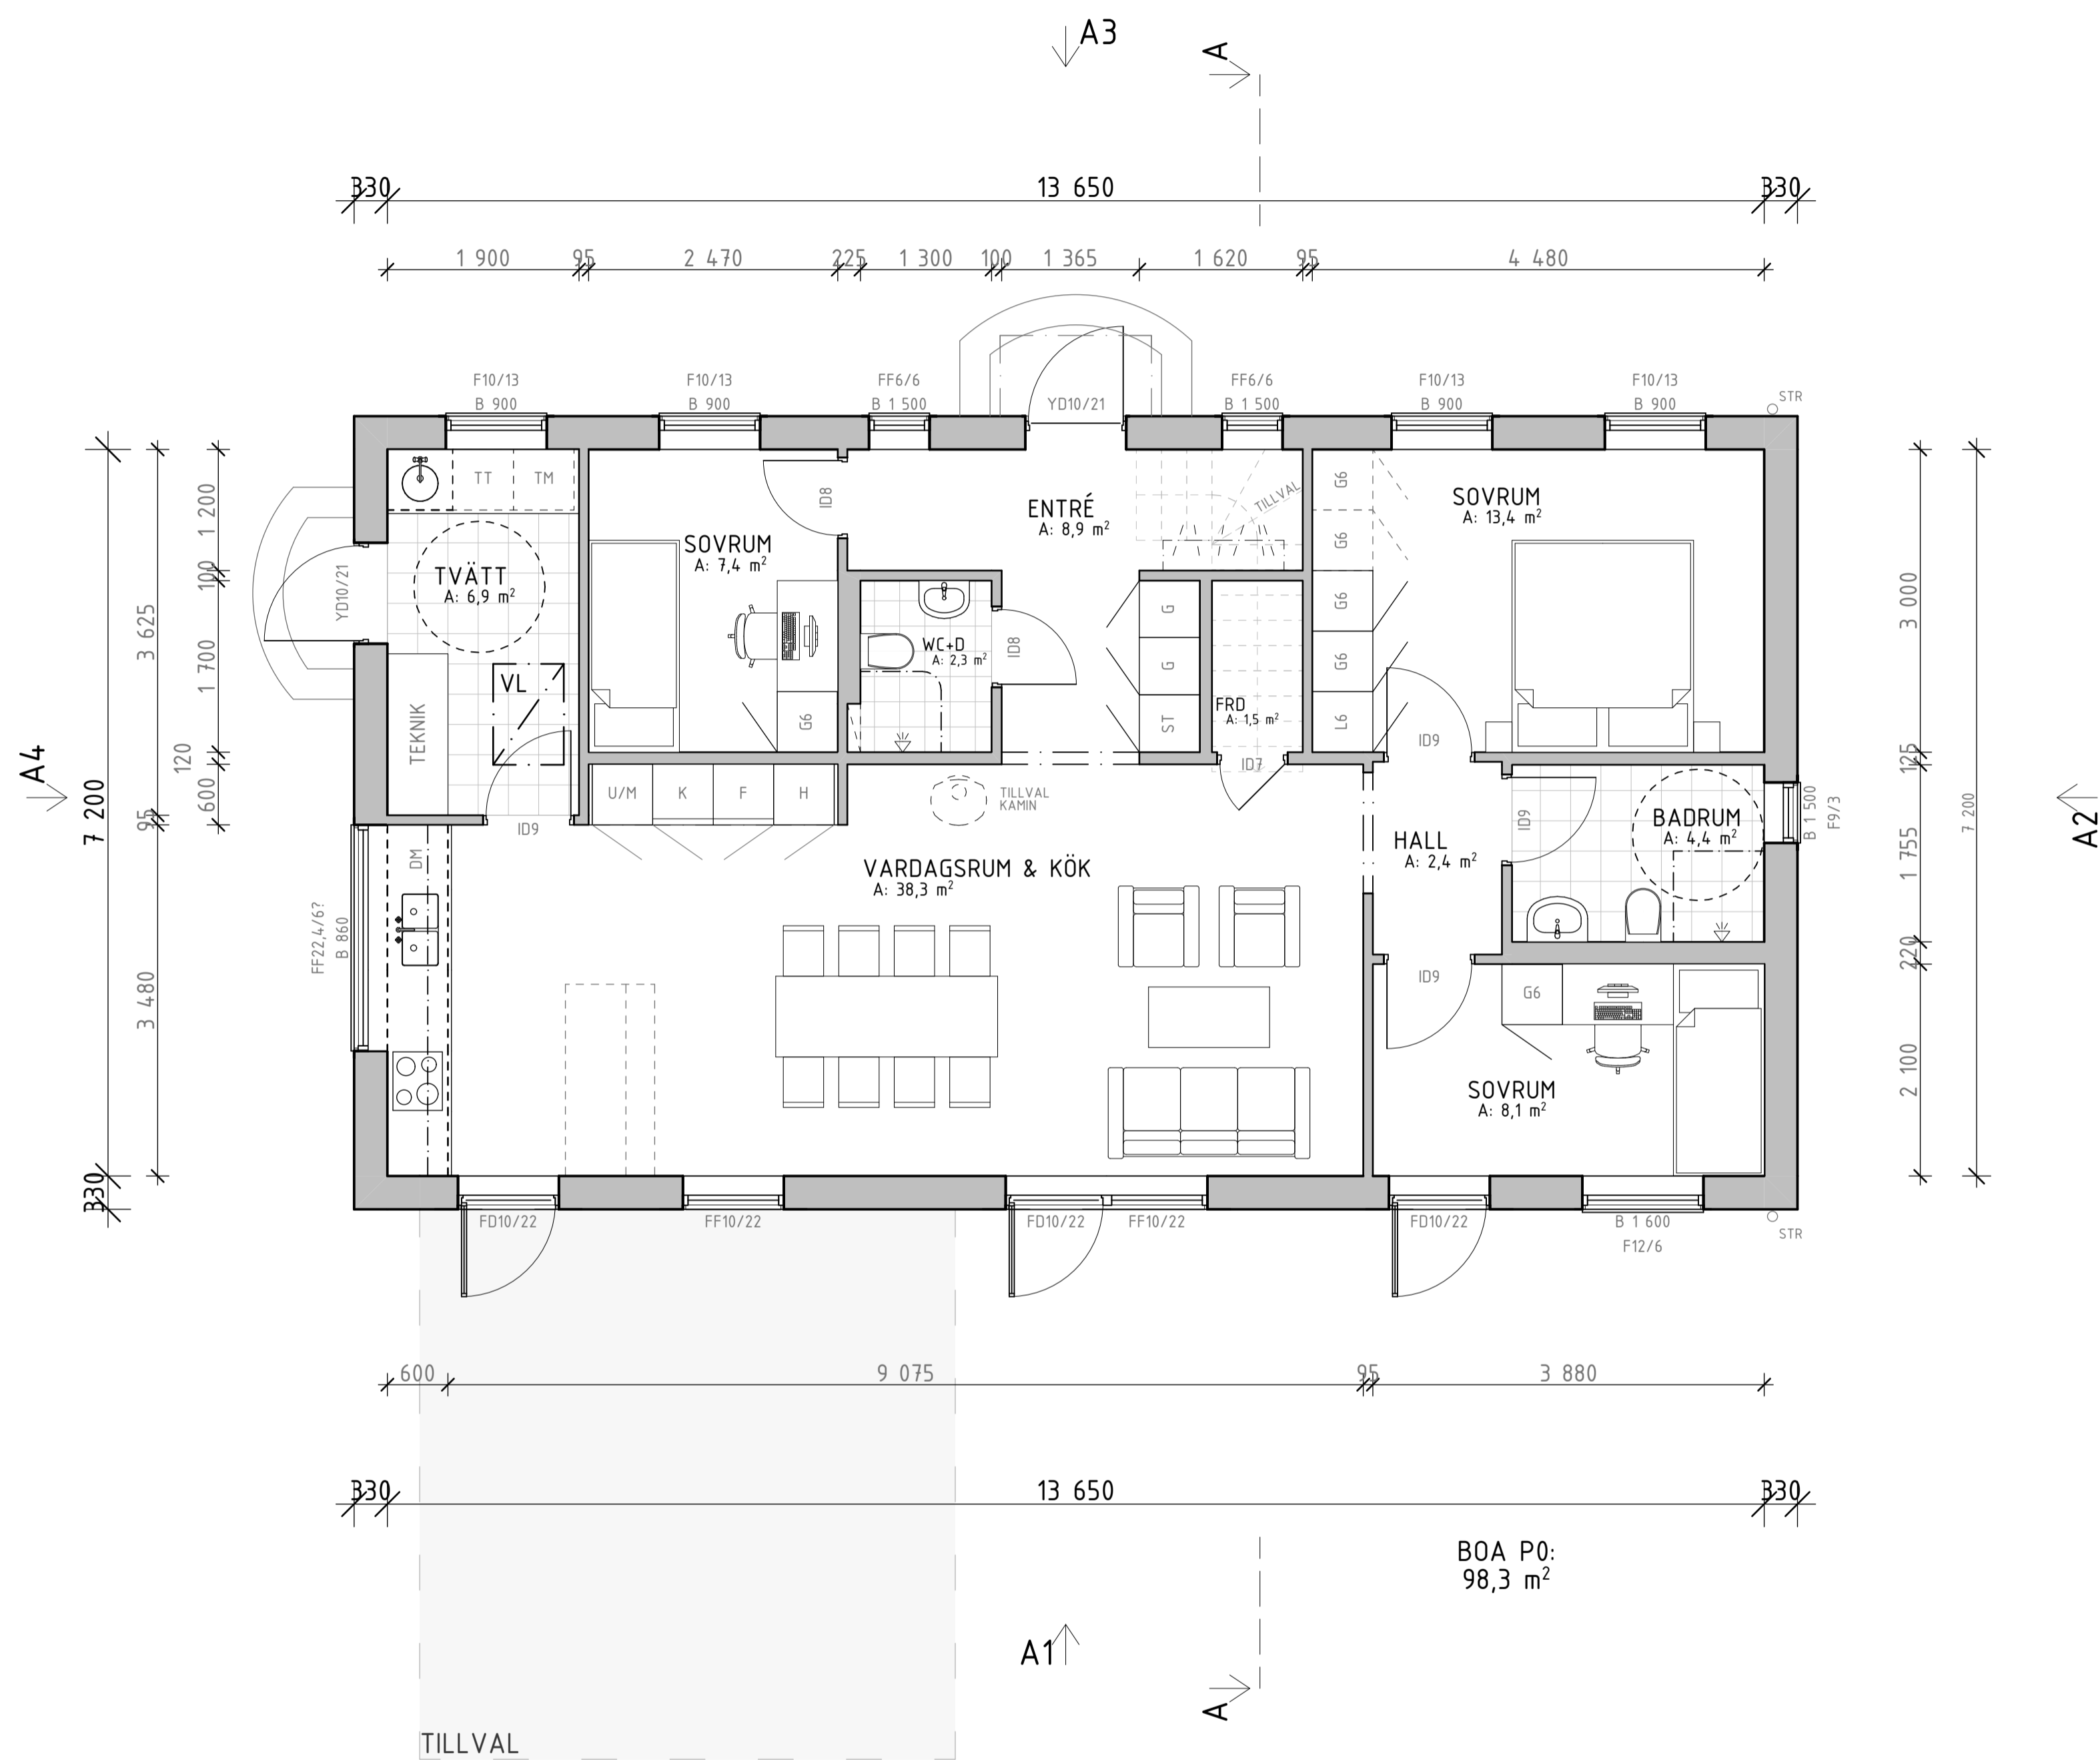 A3
A
330
13 650
330
1 900
95
2 470
225
1 300
100
1 365
1 620
95
4 480
F10/13
B 900
F10/13
B 900
FF6/6
B 1 500
YD10/21
FF6/6
B 1 500
F10/13
B 900
F10/13
B 900
STR
TT
TM
ID8
ENTRÉ
A: 8,9 m²
TILLVAL
G6
G6
G6
G6
L6
SOVRUM
A: 13,4 m²
SOVRUM
A: 7,4 m²
TVÄTT
A: 6,9 m²
YD10/21
VL
TEKNIK
G6
WC+D
A: 2,3 m²
ID8
G
G
ST
FRD
A: 1,5 m²
ID7
ID9
ID9
U/M
K
F
H
TILLVAL
KAMIN
ID9
HALL
A: 2,4 m²
BADRUM
A: 4,4 m²
B 1 500
F9/3
DM
VARDAGSRUM & KÖK
A: 38,3 m²
FF22,4/6?
B 860
ID9
G6
SOVRUM
A: 8,1 m²
FD10/22
FF10/22
FD10/22
FF10/22
FD10/22
B 1 600
F12/6
STR
A4
7 200
330
3 625
95
3 480
1 200
100
1 700
120
600
3 000
125
1 755
220
2 100
7 200
A2
600
9 075
95
3 880
330
13 650
330
BOA P0:
98,3 m²
A1
A
TILLVAL